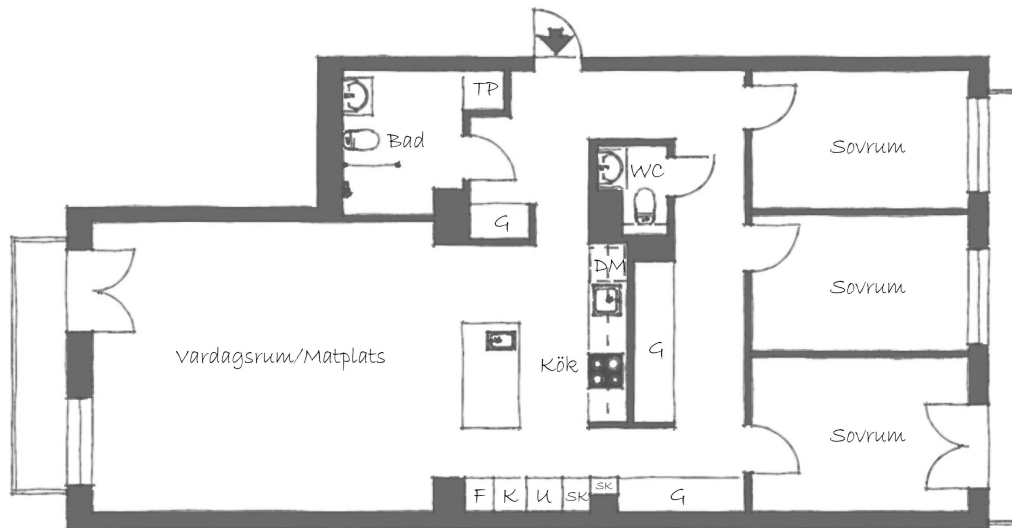 TP
Bad
Sovrum
WC
G
DM
Sovrum
Vardagsrum/Matplats
Kök
G
Sovrum
F K U SK SK G